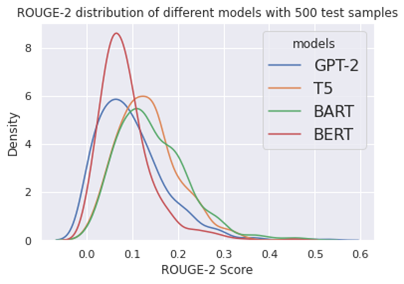 ROUGE-2 distribution of different models with 500 test samples
models
GPT-2
T5
BART
BERT
Density
8
6
4
2
0
0.0 0.1 0.2 0.3 0.4 0.5 0.6
ROUGE-2 Score